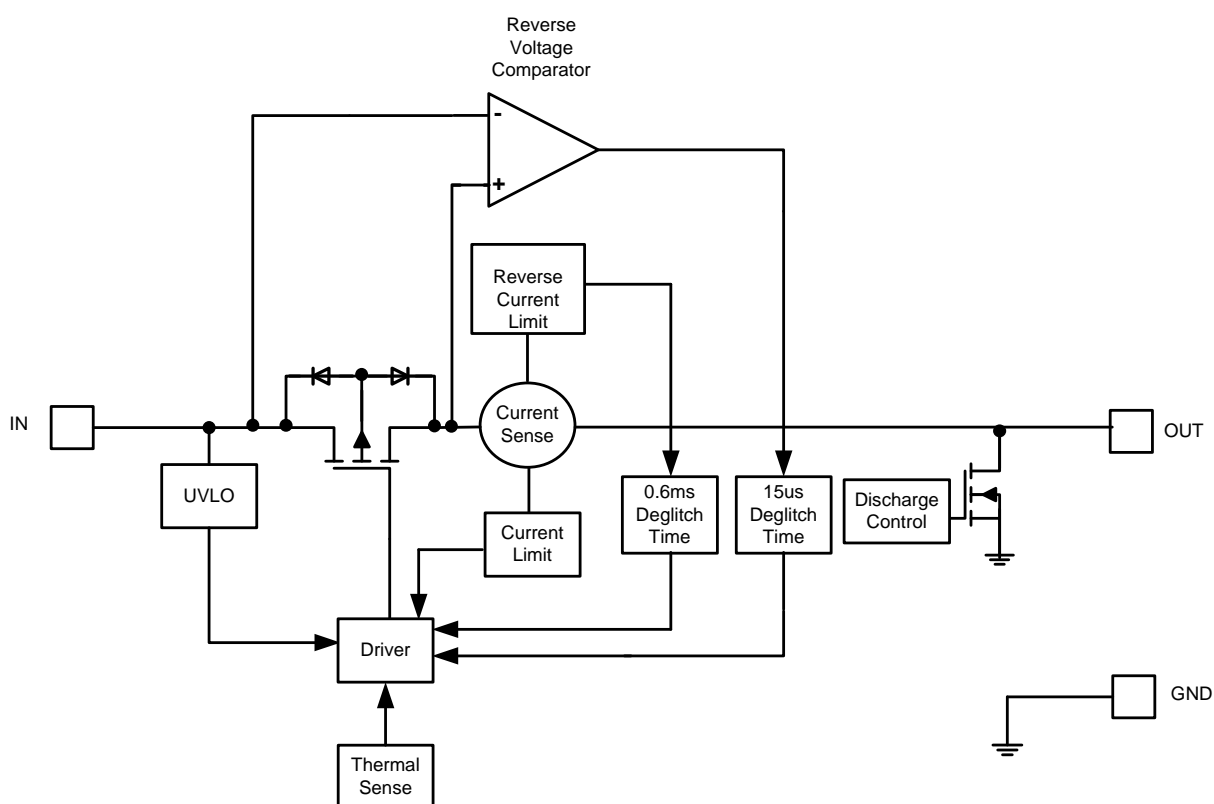 Reverse
Voltage
Comparator
-
+
Reverse
Current
Limit
IN
Current
Sense
OUT
UVLO
0.6ms
Deglitch
Time
15us
Deglitch
Time
Discharge
Control
Current
Limit
Driver
GND
Thermal
Sense